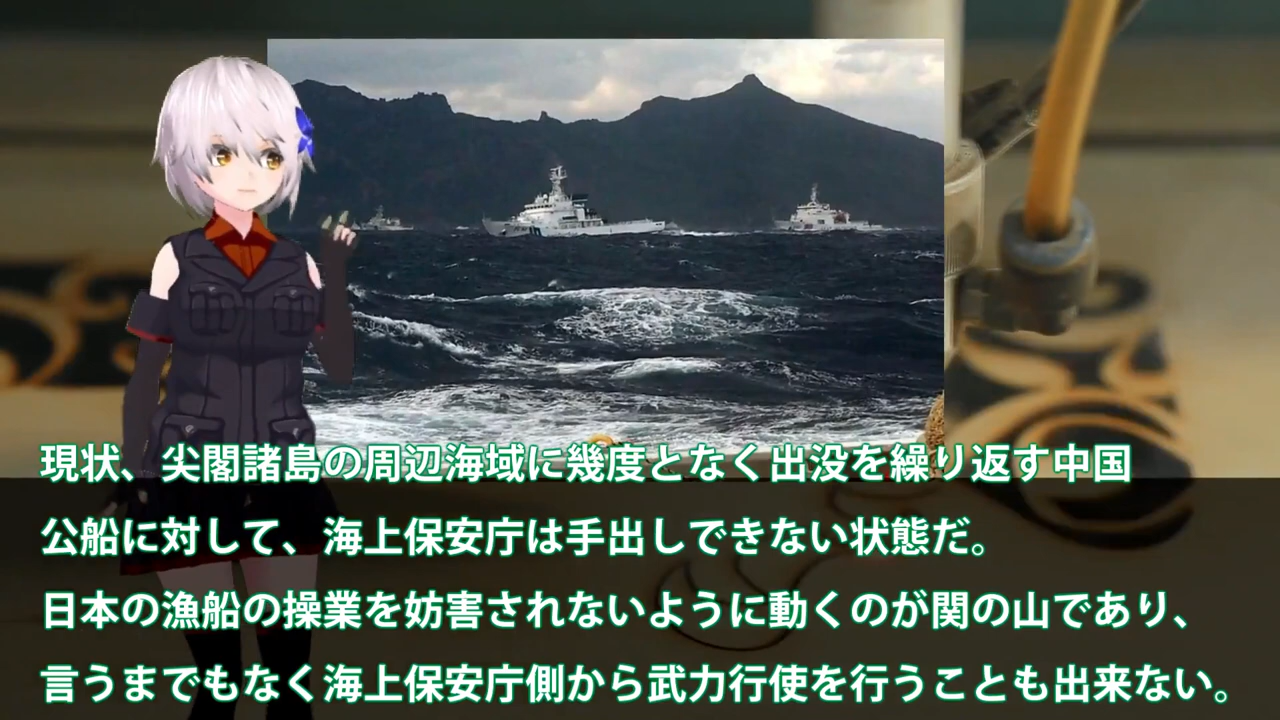 現状、尖閣諸島の周辺海域に幾度となく出没を繰り返す中国
公船に対して、海上保安庁は手出しできない状態だ。
日本の漁船の操業を妨害されないように動くのが関の山であり、
言うまでもなく海上保安庁側から武力行使を行うことも出来ない。